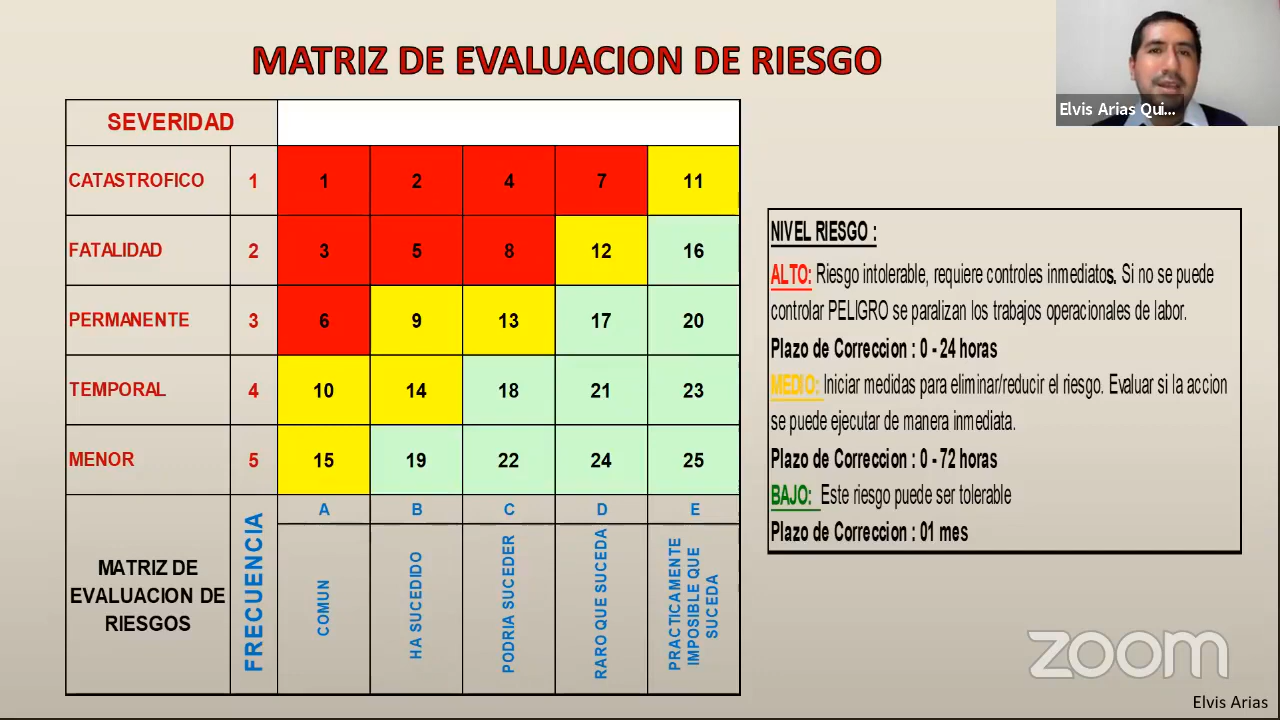 MATRIZ DE EVALUACION DE RIESGO
Elvis Arias Qui...
SEVERIDAD
CATASTROFICO 1 1 2 4 7 11
FATALIDAD 2 3 5 8 12 16
PERMANENTE 3 6 9 13 17 20
TEMPORAL 4 10 14 18 21 23
MENOR 5 15 19 22 24 25
A B C D E
MATRIZ DE
EVALUACION DE
RIESGOS
FRECUENCIA
COMUN
HA SUCEDIDO
PODRIA SUCEDER
RARO QUE SUCEDA
PRACTICAMENTE
IMPOSIBLE QUE
SUCEDA
NIVEL RIESGO :
ALTO: Riesgo intolerable, requiere controles inmediatos. Si no se puede
controlar PELIGRO se paralizan los trabajos operacionales de labor.
Plazo de Correccion : 0 - 24 horas
MEDIO: Iniciar medidas para eliminar/reducir el riesgo. Evaluar si la accion
se puede ejecutar de manera inmediata.
Plazo de Correccion : 0 - 72 horas
BAJO: Este riesgo puede ser tolerable
Plazo de Correccion : 01 mes
zoom
Elvis Arias